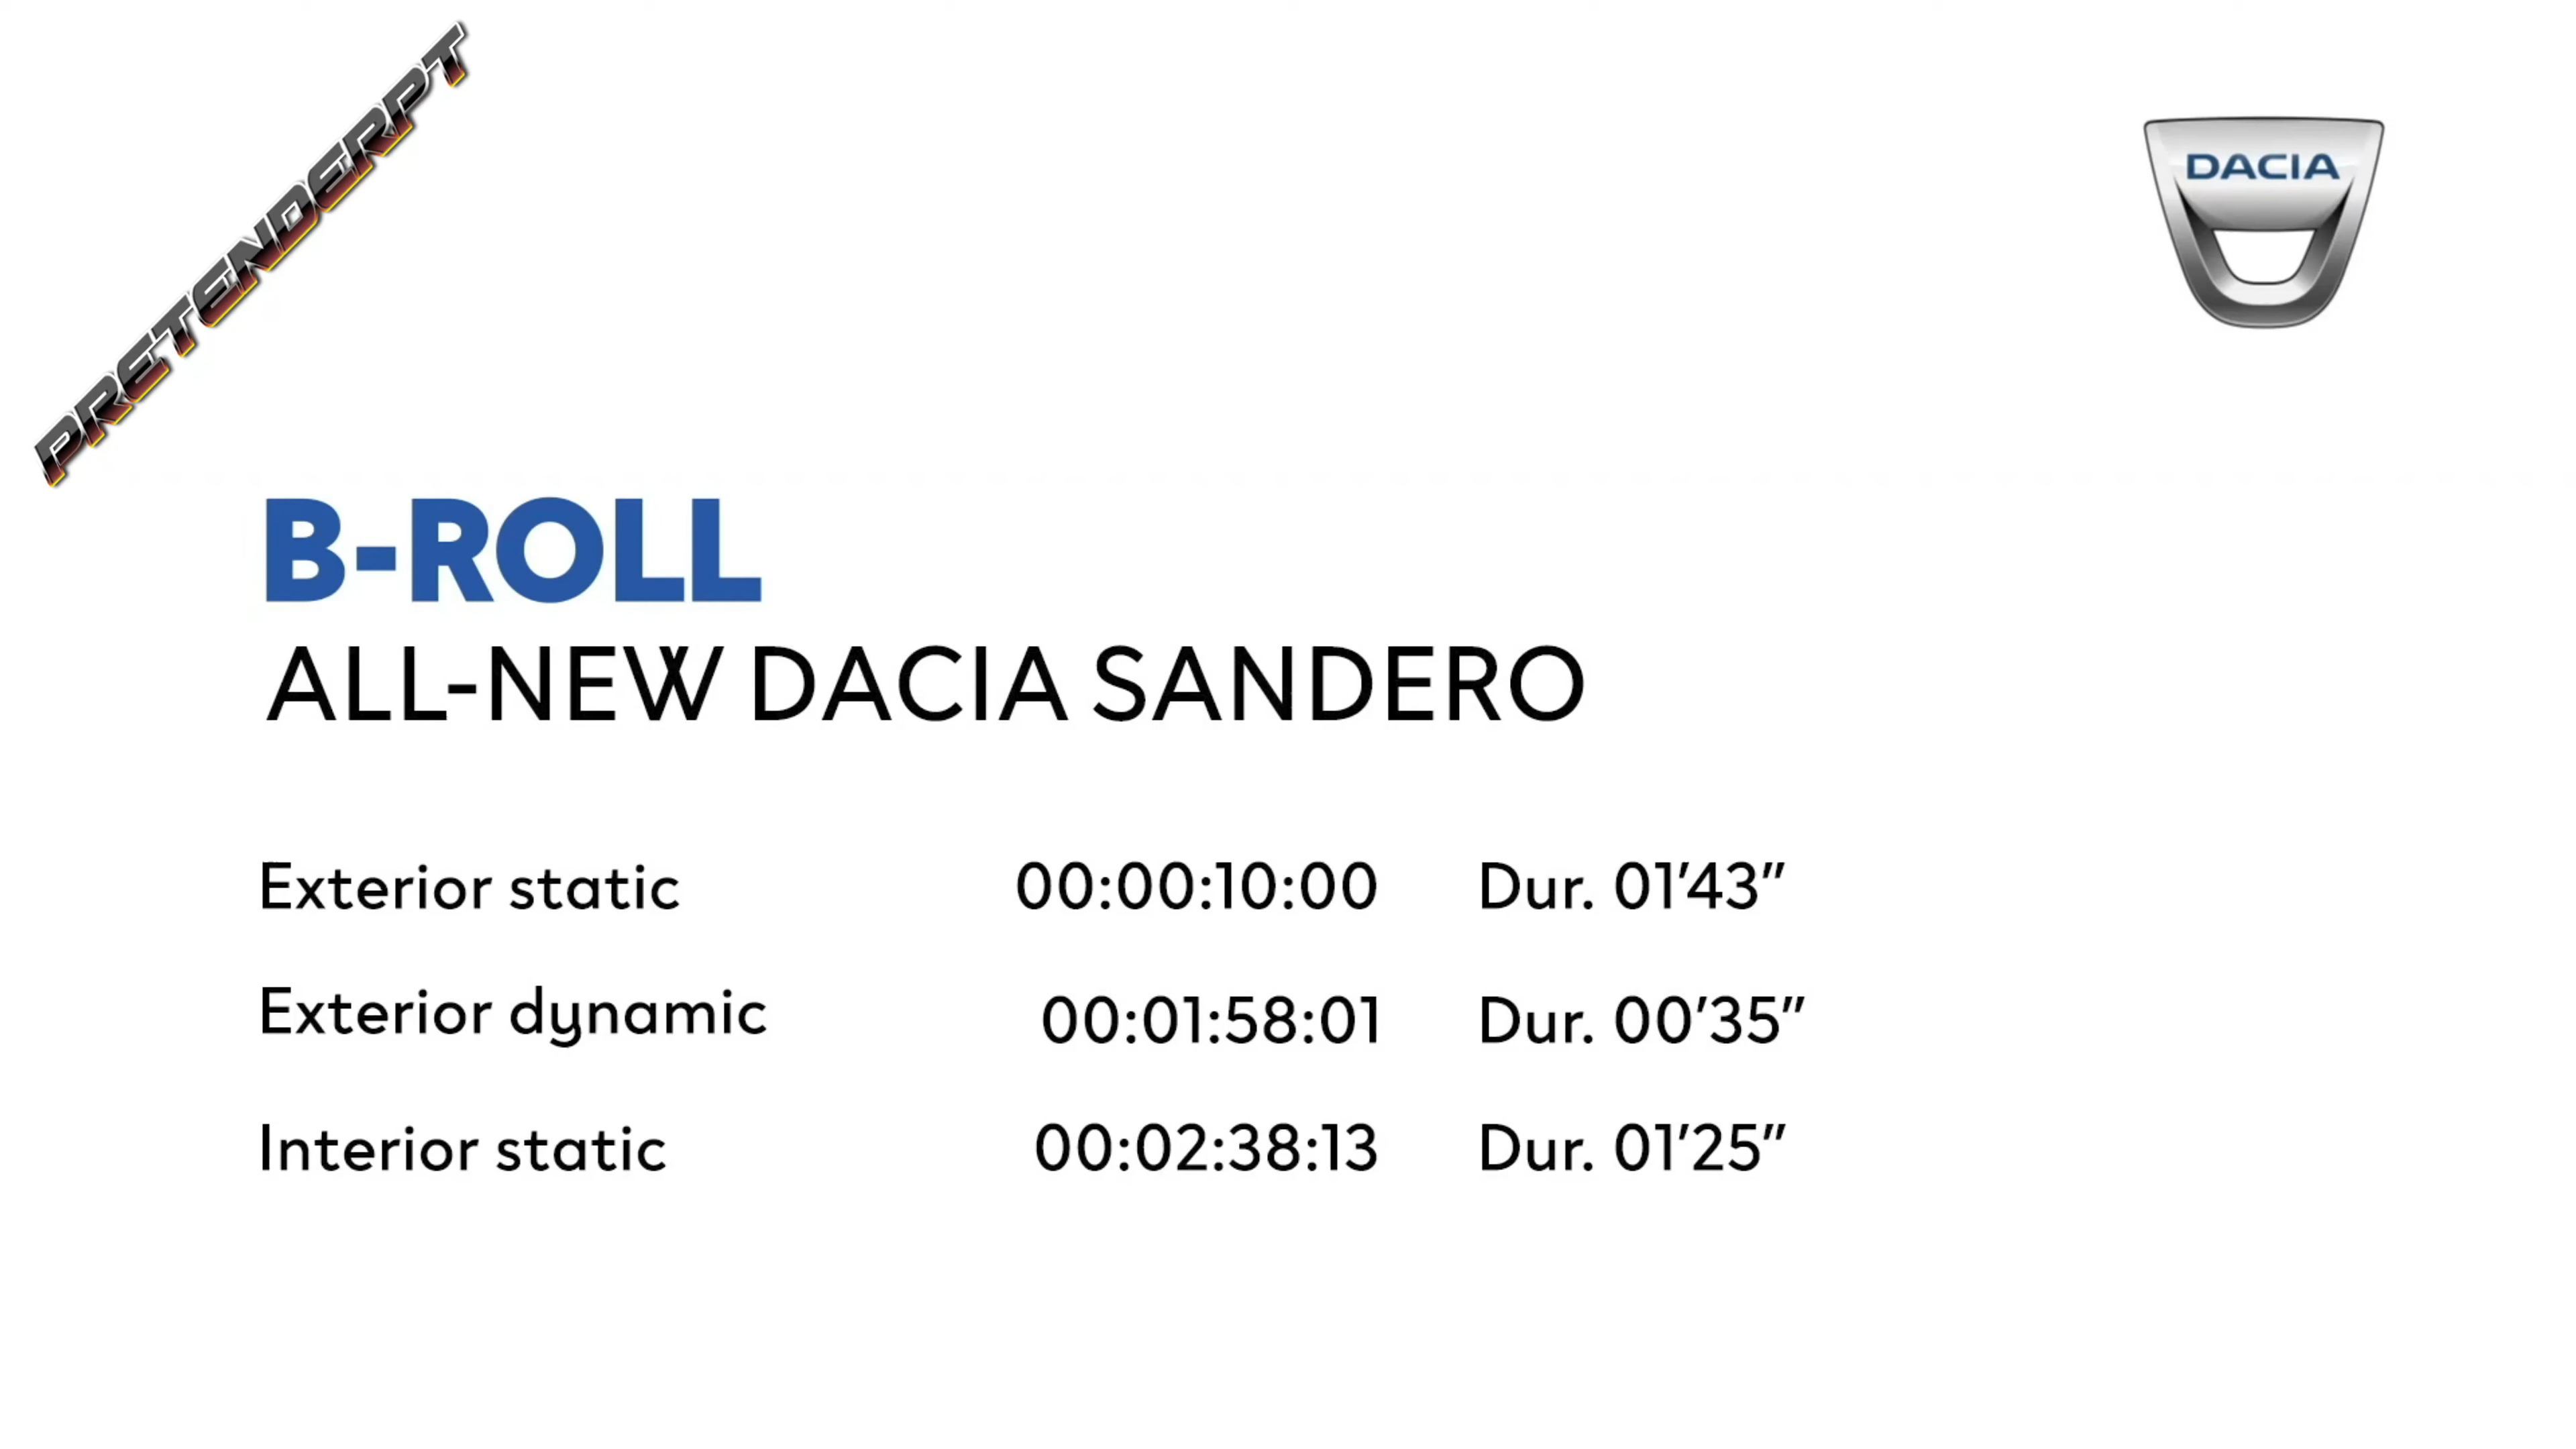 PRETENDERPT
DACIA
B-ROLL
ALL-NEW DACIA SANDERO
Exterior static 00:00:10:00 Dur. 01’43”
Exterior dynamic 00:01:58:01 Dur. 00’35”
Interior static 00:02:38:13 Dur. 01’25”